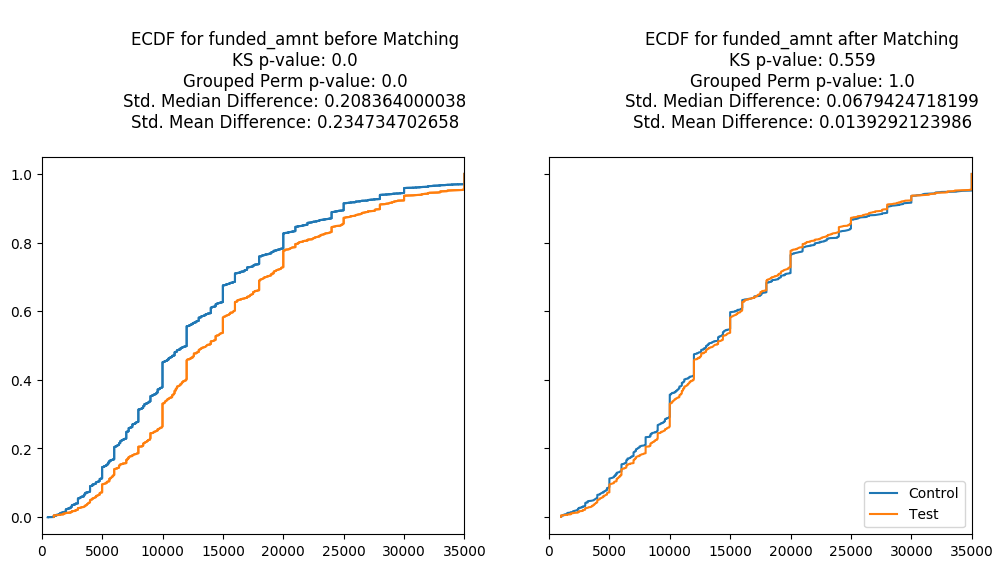 ECDF for funded_amnt before Matching
KS p-value: 0.0
Grouped Perm p-value: 0.0
Std. Median Difference: 0.208364000038
Std. Mean Difference: 0.234734702658
ECDF for funded_amnt after Matching
KS p-value: 0.559
Grouped Perm p-value: 1.0
Std. Median Difference: 0.0679424718199
Std. Mean Difference: 0.0139292123986
1.0
0.8
0.6
0.4
0.2
0.0
0 5000 10000 15000 20000 25000 30000 35000
Control
Test
0 5000 10000 15000 20000 25000 30000 35000